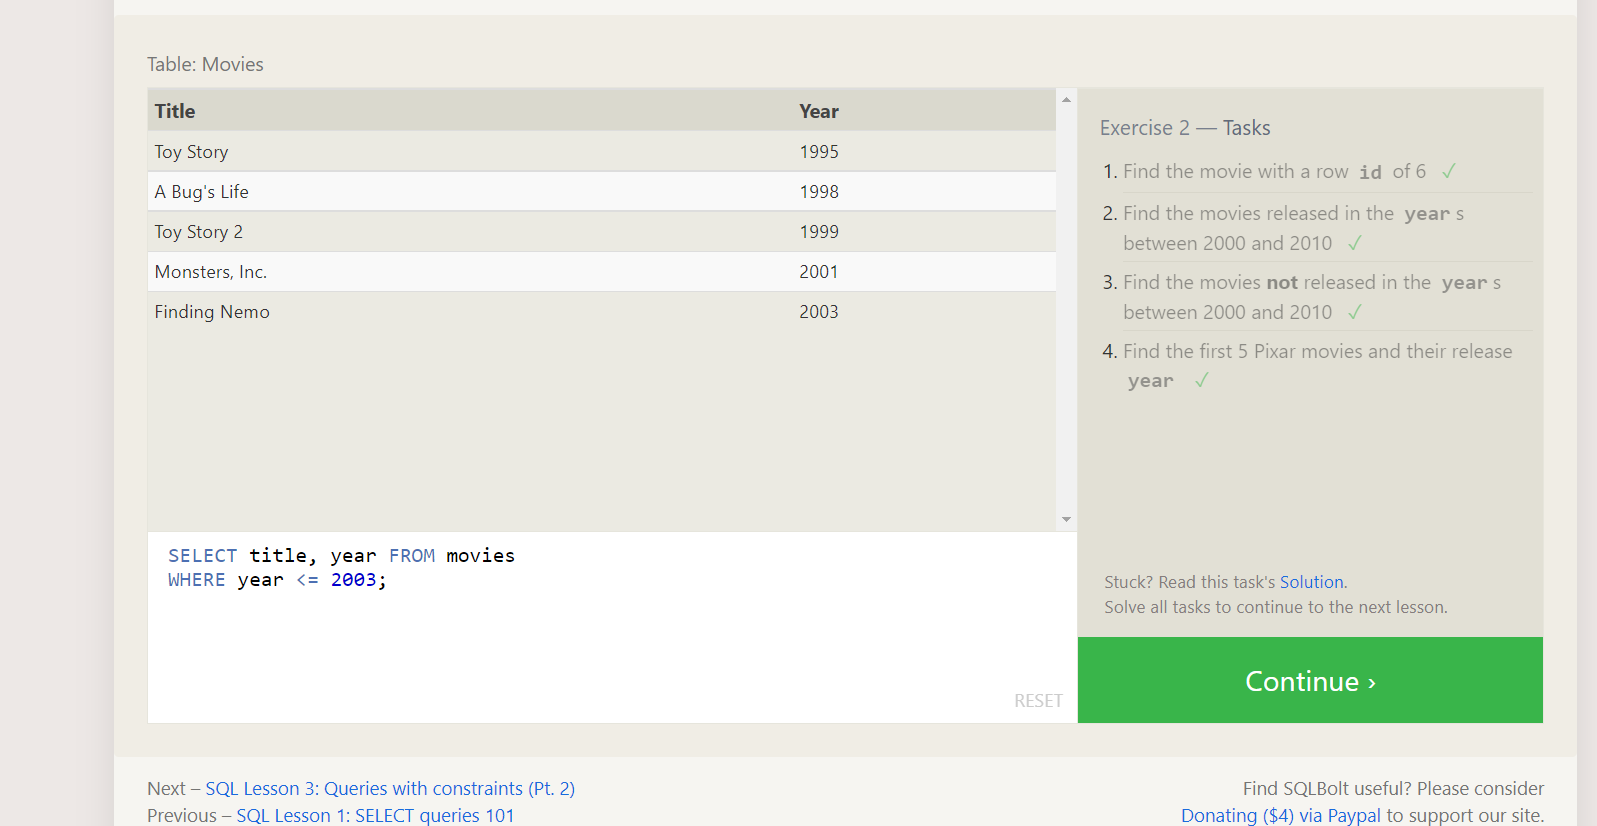 Table: Movies
Title Year
Toy Story 1995
A Bug's Life 1998
Toy Story 2 1999
Monsters, Inc. 2001
Finding Nemo 2003
SELECT title, year FROM movies
WHERE year <= 2003;
RESET
Exercise 2 — Tasks
1. Find the movie with a row id of 6 ✓
2. Find the movies released in the year s
between 2000 and 2010 ✓
3. Find the movies not released in the year s
between 2000 and 2010 ✓
4. Find the first 5 Pixar movies and their release
year ✓
Stuck? Read this task's Solution.
Solve all tasks to continue to the next lesson.
Continue ›
Next – SQL Lesson 3: Queries with constraints (Pt. 2)
Previous – SQL Lesson 1: SELECT queries 101
Find SQLBolt useful? Please consider
Donating ($4) via Paypal to support our site.